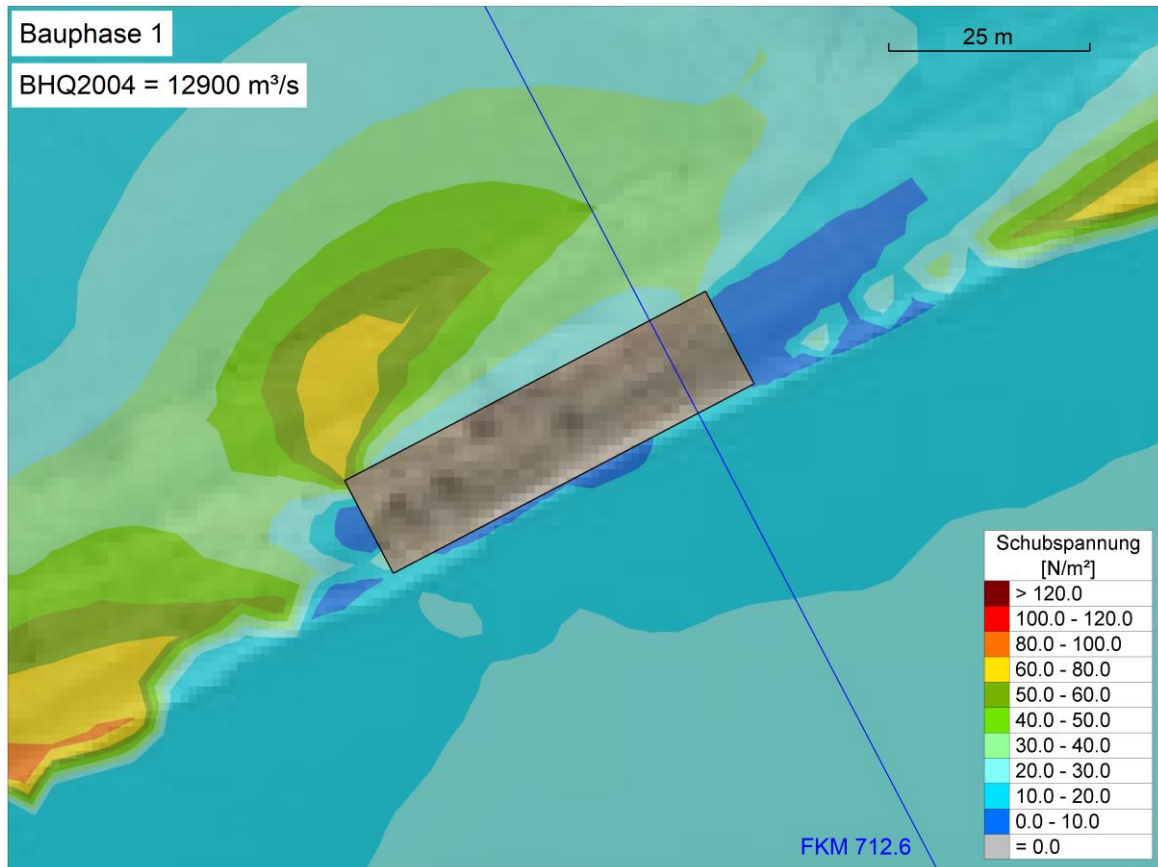 Bauphase 1
BHQ2004 = 12900 m³/s
25 m
Schubspannung
[N/m²]
> 120.0
100.0 - 120.0
80.0 - 100.0
60.0 - 80.0
50.0 - 60.0
40.0 - 50.0
30.0 - 40.0
20.0 - 30.0
10.0 - 20.0
0.0 - 10.0
= 0.0
FKM 712.6